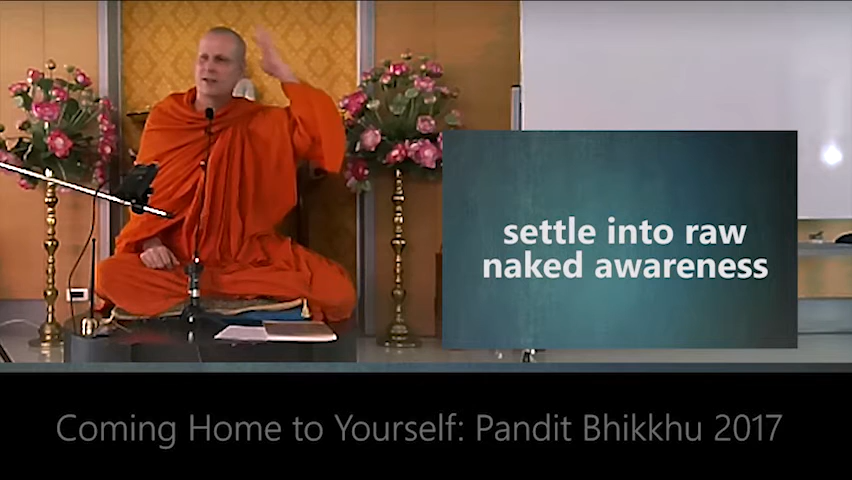 settle into raw
naked awareness
Coming Home to Yourself: Pandit Bhikkhu 2017